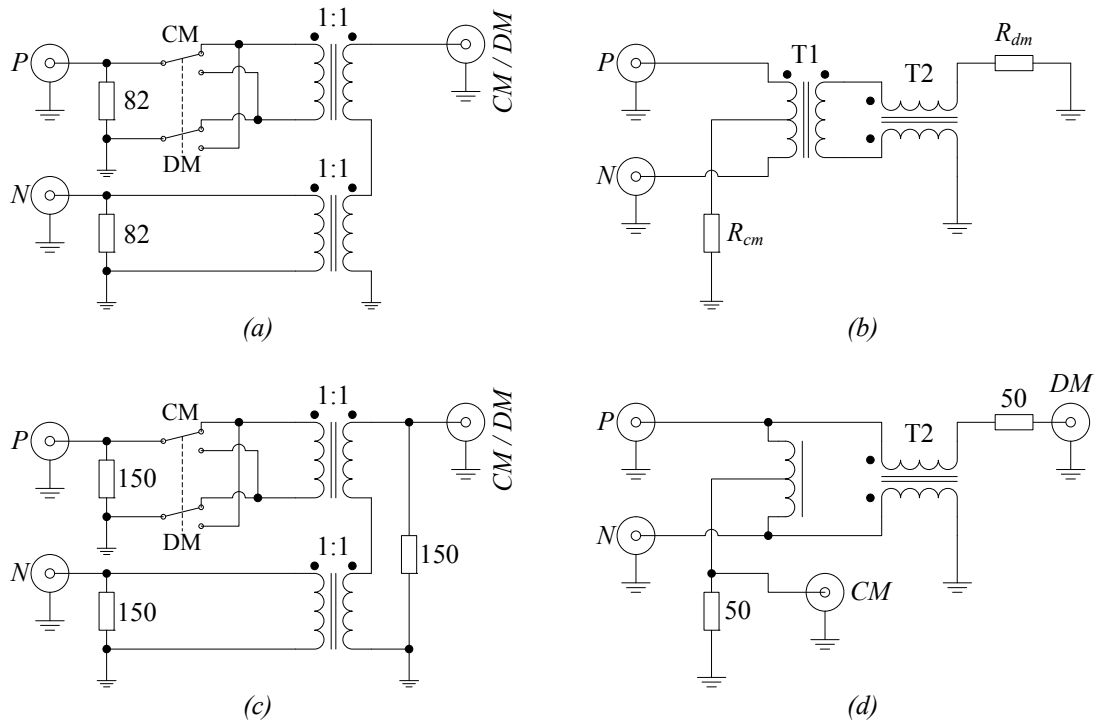 1:1
CM
P
82
DM
CM / DM
1:1
N
82
(a)
P
T1
T2
R_dm
N
R_cm
(b)
1:1
CM
P
150
DM
CM / DM
1:1
150
N
150
(c)
P
T2
50
DM
N
50
CM
(d)